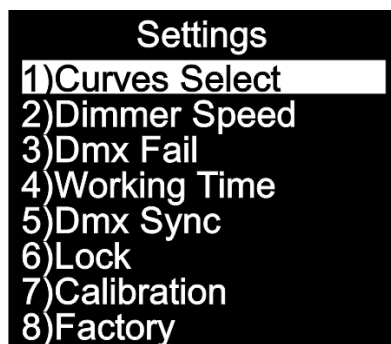 Settings
1)Curves Select
2)Dimmer Speed
3)Dmx Fail
4)Working Time
5)Dmx Sync
6)Lock
7)Calibration
8)Factory